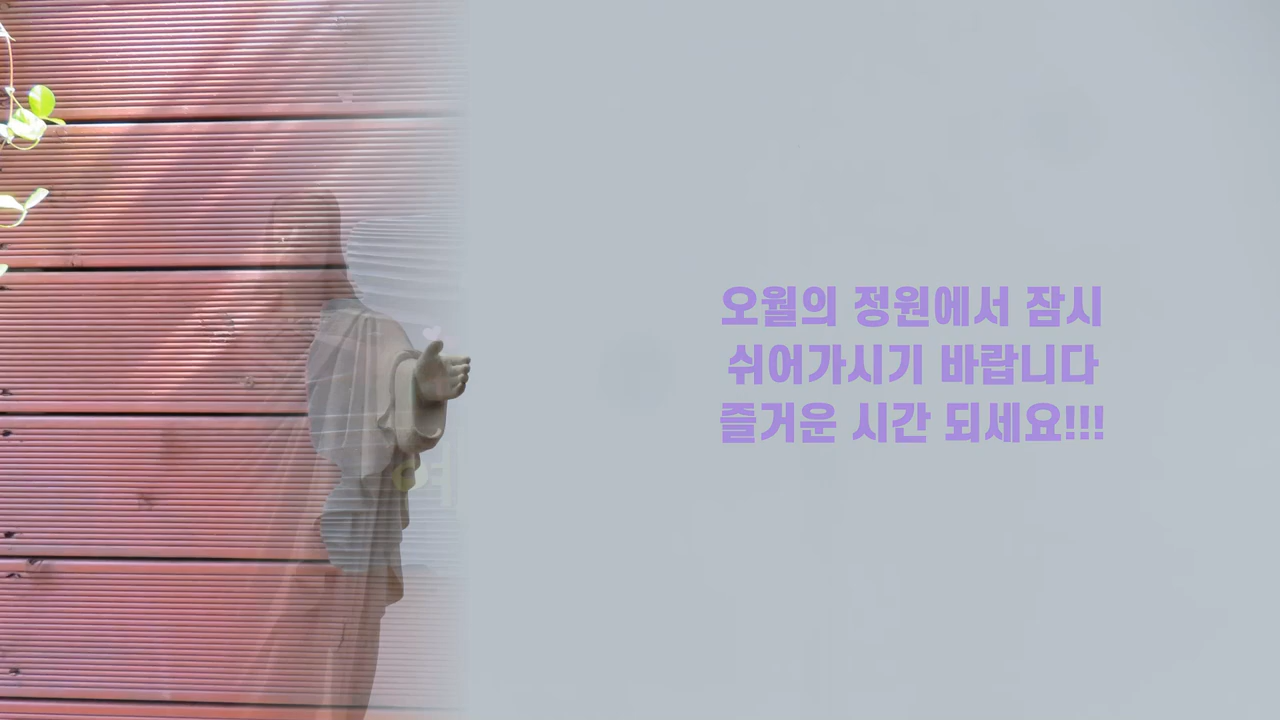 오월의 정원에서 잠시
쉬어가시기 바랍니다
즐거운 시간 되세요!!!